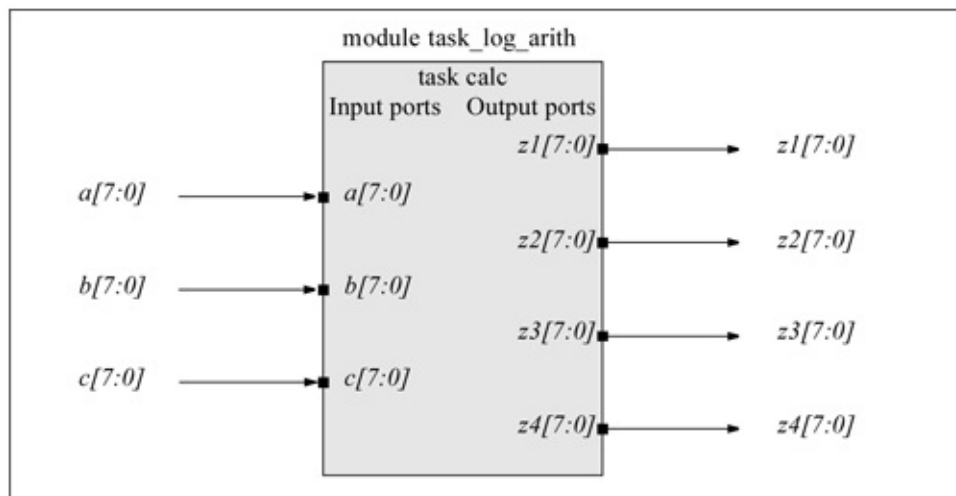 module task_log_arith
task calc
Input ports Output ports
z1[7:0] z1[7:0]
a[7:0] a[7:0]
z2[7:0] z2[7:0]
b[7:0] b[7:0]
z3[7:0] z3[7:0]
c[7:0] c[7:0]
z4[7:0] z4[7:0]